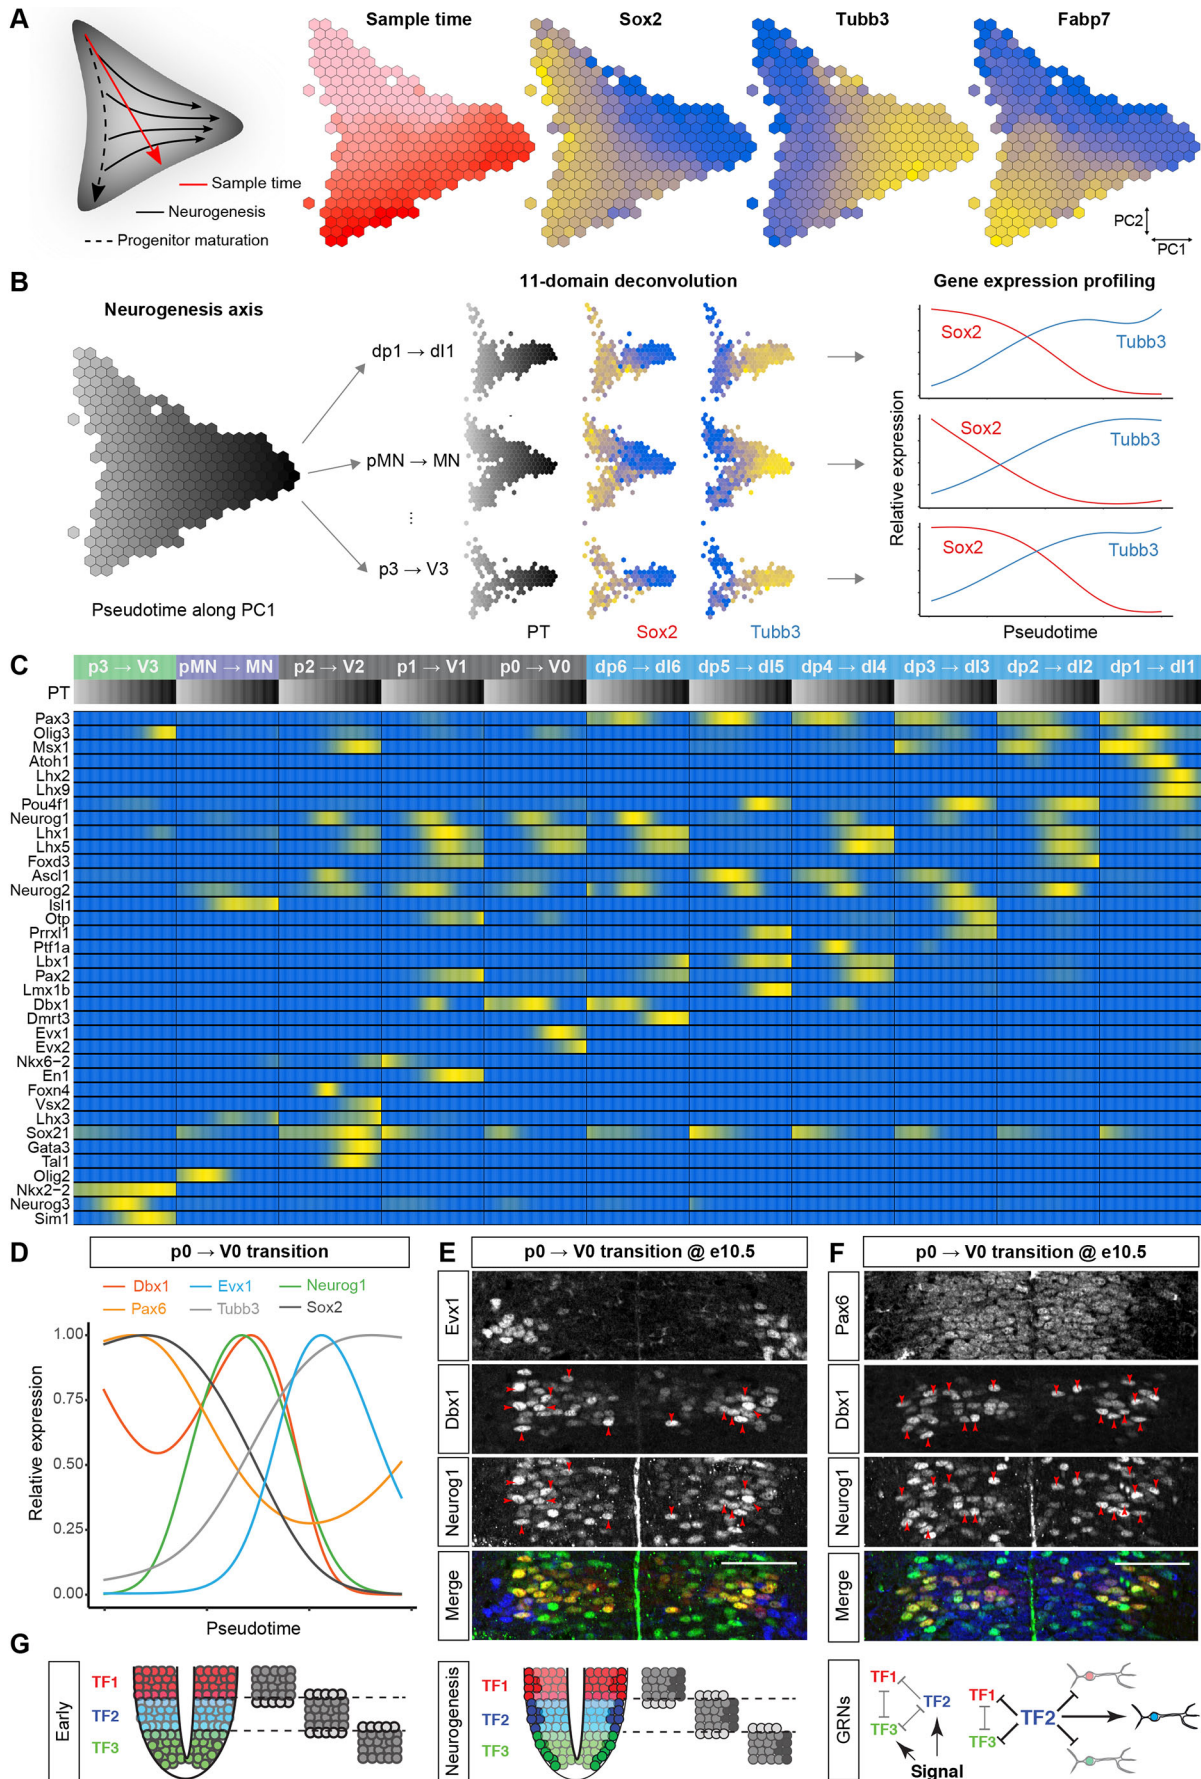 A
Sample time
Sox2
Tubb3
Fabp7
Sample time
Neurogenesis
Progenitor maturation
PC2
PC1
B
Neurogenesis axis
11-domain deconvolution
Gene expression profiling
dp1 → dI1
pMN → MN
...
p3 → V3
Pseudotime along PC1
PT
Sox2
Tubb3
Relative expression
Sox2
Tubb3
Sox2
Tubb3
Sox2
Tubb3
Pseudotime
C
p3 → V3 pMN → MN p2 → V2 p1 → V1 p0 → V0 dp6 → dI6 dp5 → dI5 dp4 → dI4 dp3 → dI3 dp2 → dI2 dp1 → dI1
PT
Pax3
Olig3
Msx1
Atoh1
Lhx2
Lhx9
Pou4f1
Neurog1
Lhx1
Lhx5
Foxd3
Ascl1
Neurog2
Isl1
Otp
Prrxl1
Ptf1a
Lbx1
Pax2
Lmx1b
Dbx1
Dmrt3
Evx1
Evx2
Nkx6−2
En1
Foxn4
Vsx2
Lhx3
Sox21
Gata3
Tal1
Olig2
Nkx2−2
Neurog3
Sim1
D
p0 → V0 transition
Dbx1 Evx1 Neurog1
Pax6 Tubb3 Sox2
Relative expression
1.00
0.75
0.50
0.25
0.00
Pseudotime
E
p0 → V0 transition @ e10.5
Evx1
Dbx1
Neurog1
Merge
F
p0 → V0 transition @ e10.5
Pax6
Dbx1
Neurog1
Merge
G
Early
TF1
TF2
TF3
Neurogenesis
TF1
TF2
TF3
GRNs
TF1
TF2
TF3
Signal
TF1
TF2
TF3